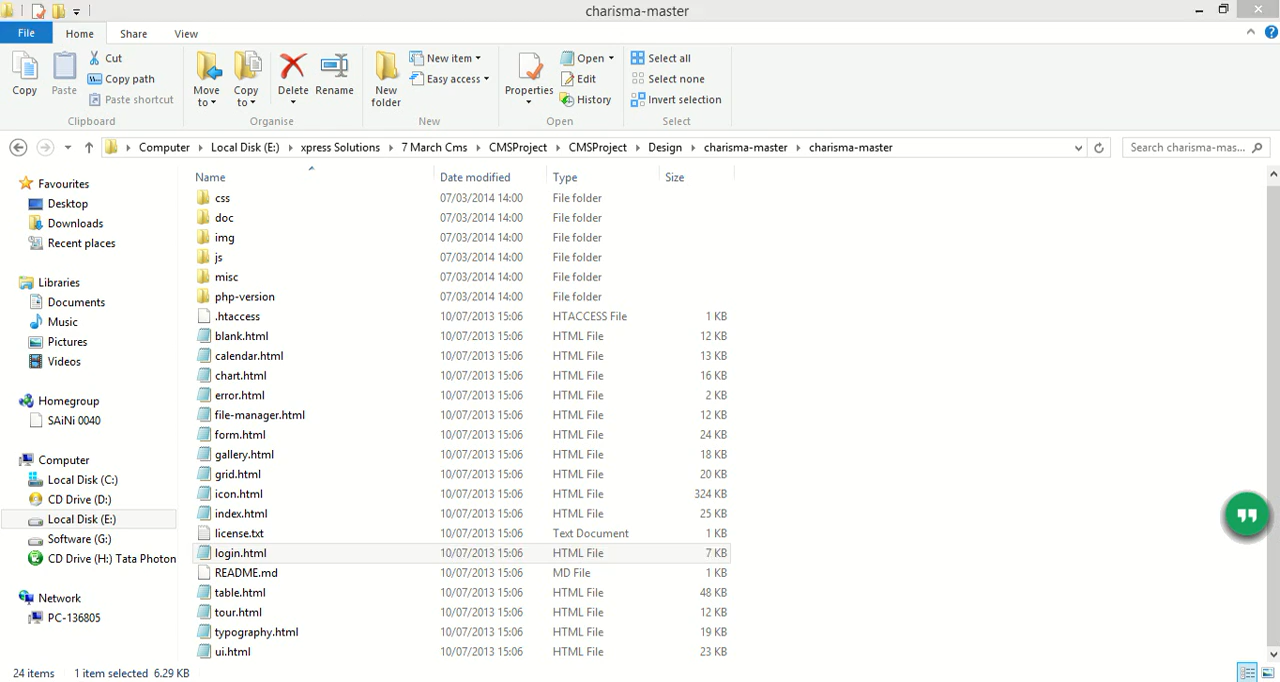 charisma-master
File Home Share View
Copy Paste Cut Copy path Paste shortcut Clipboard
Move to Copy to Delete Rename Organise
New folder New item Easy access New
Properties Open Edit History Open
Select all Select none Invert selection Select
Computer Local Disk (E:) xpress Solutions 7 March Cms CMSProject CMSProject Design charisma-master charisma-master Search charisma-mas...
Favourites
Desktop
Downloads
Recent places
Libraries
Documents
Music
Pictures
Videos
Homegroup
SAiNi 0040
Computer
Local Disk (C:)
CD Drive (D:)
Local Disk (E:)
Software (G:)
CD Drive (H:) Tata Photon
Network
PC-136805
Name Date modified Type Size
css 07/03/2014 14:00 File folder
doc 07/03/2014 14:00 File folder
img 07/03/2014 14:00 File folder
js 07/03/2014 14:00 File folder
misc 07/03/2014 14:00 File folder
php-version 07/03/2014 14:00 File folder
.htaccess 10/07/2013 15:06 HTACCESS File 1 KB
blank.html 10/07/2013 15:06 HTML File 12 KB
calendar.html 10/07/2013 15:06 HTML File 13 KB
chart.html 10/07/2013 15:06 HTML File 16 KB
error.html 10/07/2013 15:06 HTML File 2 KB
file-manager.html 10/07/2013 15:06 HTML File 12 KB
form.html 10/07/2013 15:06 HTML File 24 KB
gallery.html 10/07/2013 15:06 HTML File 18 KB
grid.html 10/07/2013 15:06 HTML File 20 KB
icon.html 10/07/2013 15:06 HTML File 324 KB
index.html 10/07/2013 15:06 HTML File 25 KB
license.txt 10/07/2013 15:06 Text Document 1 KB
login.html 10/07/2013 15:06 HTML File 7 KB
README.md 10/07/2013 15:06 MD File 1 KB
table.html 10/07/2013 15:06 HTML File 48 KB
tour.html 10/07/2013 15:06 HTML File 12 KB
typography.html 10/07/2013 15:06 HTML File 19 KB
ui.html 10/07/2013 15:06 HTML File 23 KB
24 items 1 item selected 6.29 KB